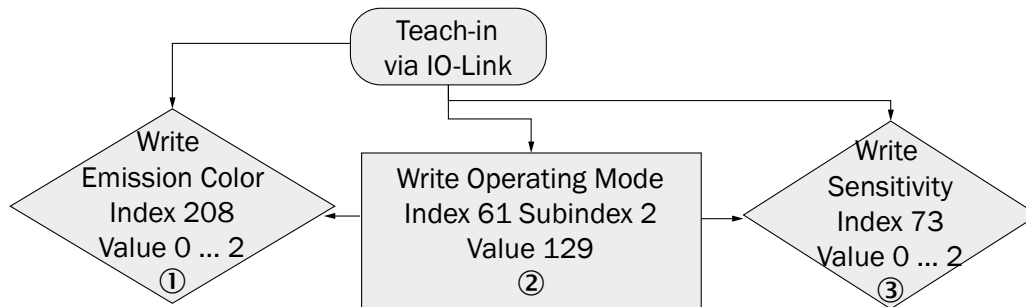 Teach-in
via IO-Link
Write
Emission Color
Index 208
Value 0 ... 2
①
Write Operating Mode
Index 61 Subindex 2
Value 129
②
Write
Sensitivity
Index 73
Value 0 ... 2
③